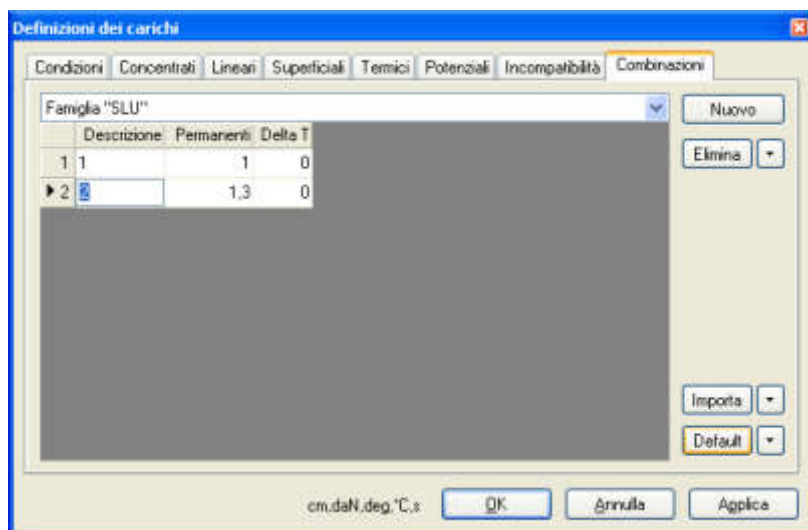 Definizioni dei carichi
Condizioni Concentrati Lineari Superficiali Termici Potenziali Incompatibilità Combinazioni
Famiglia "SLU"
Nuovo
Descrizione Permanenti Delta T
Elimina
1 1 1 0
2 2 1,3 0
Importa
Default
cm,daN,deg,°C,s OK Annulla Applica